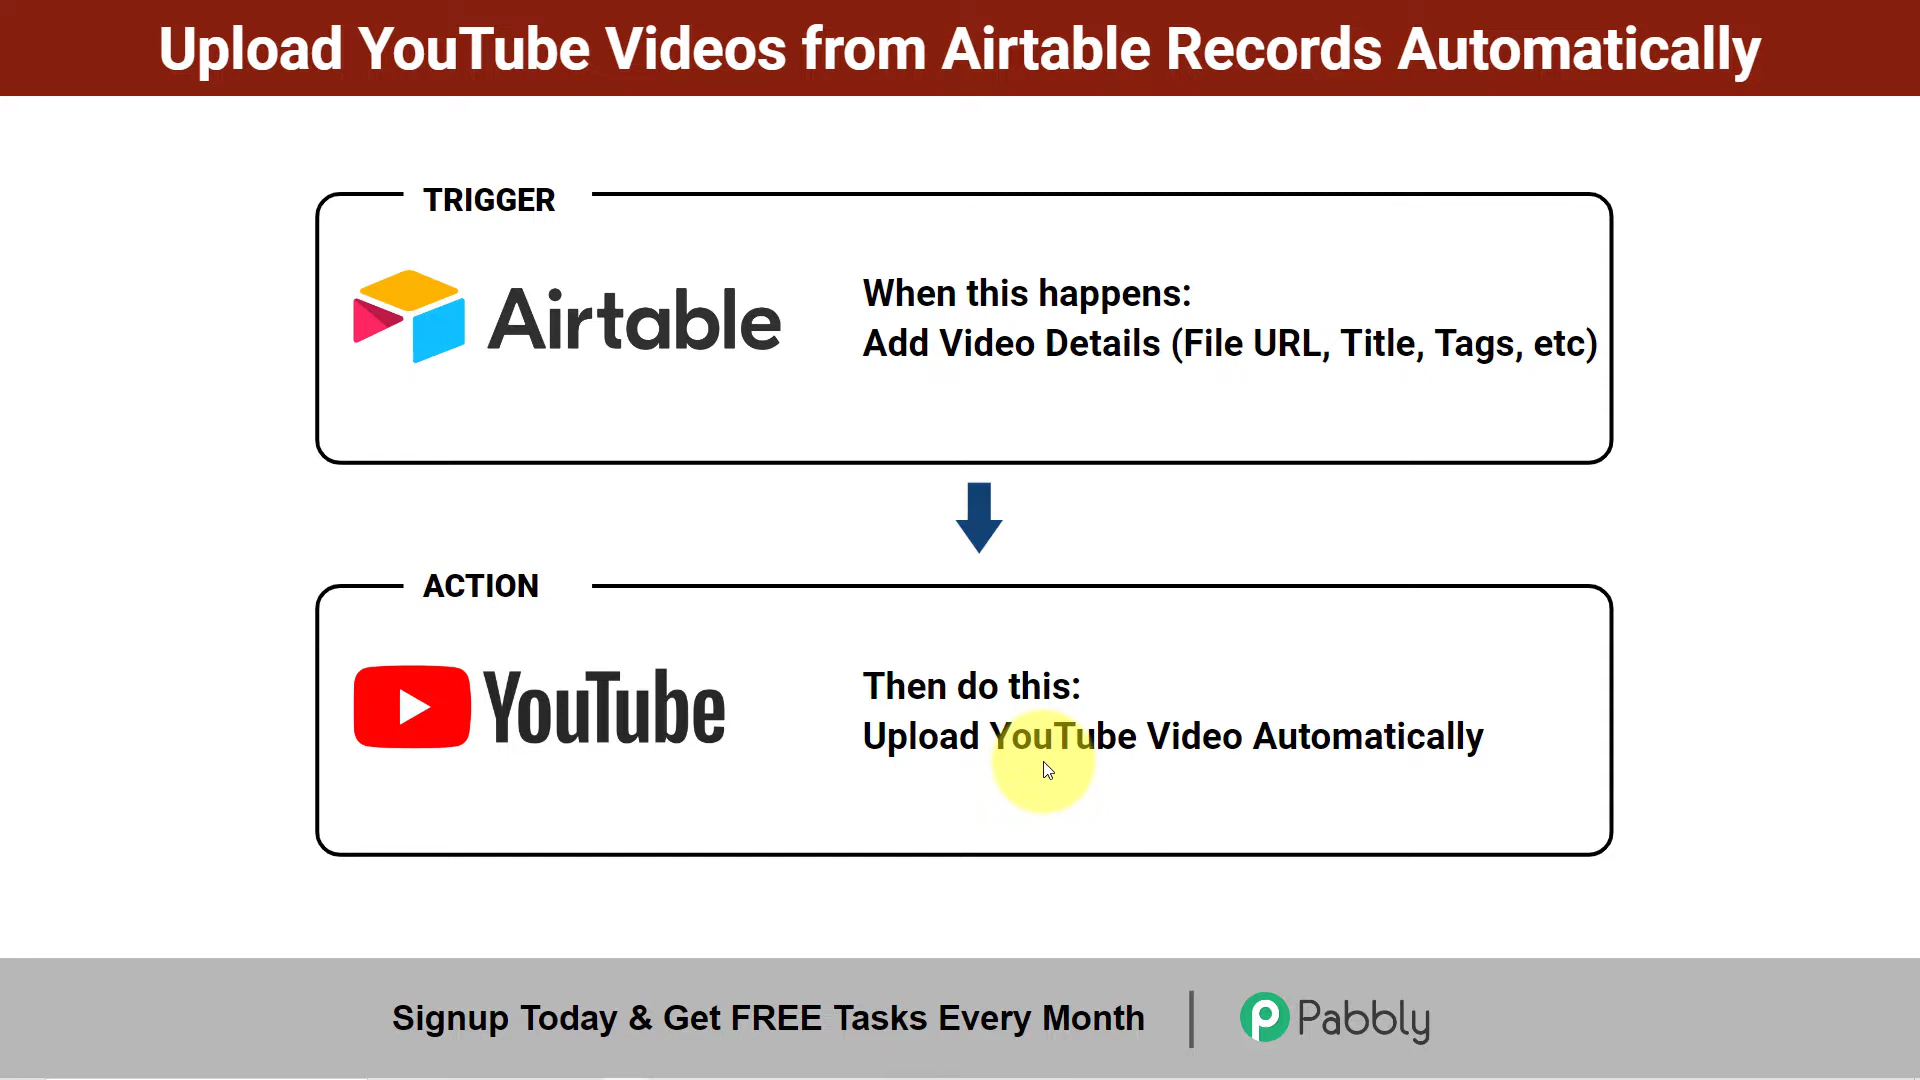 Upload YouTube Videos from Airtable Records Automatically
TRIGGER
Airtable
When this happens:
Add Video Details (File URL, Title, Tags, etc)
ACTION
YouTube
Then do this:
Upload YouTube Video Automatically
Signup Today & Get FREE Tasks Every Month
Pabbly